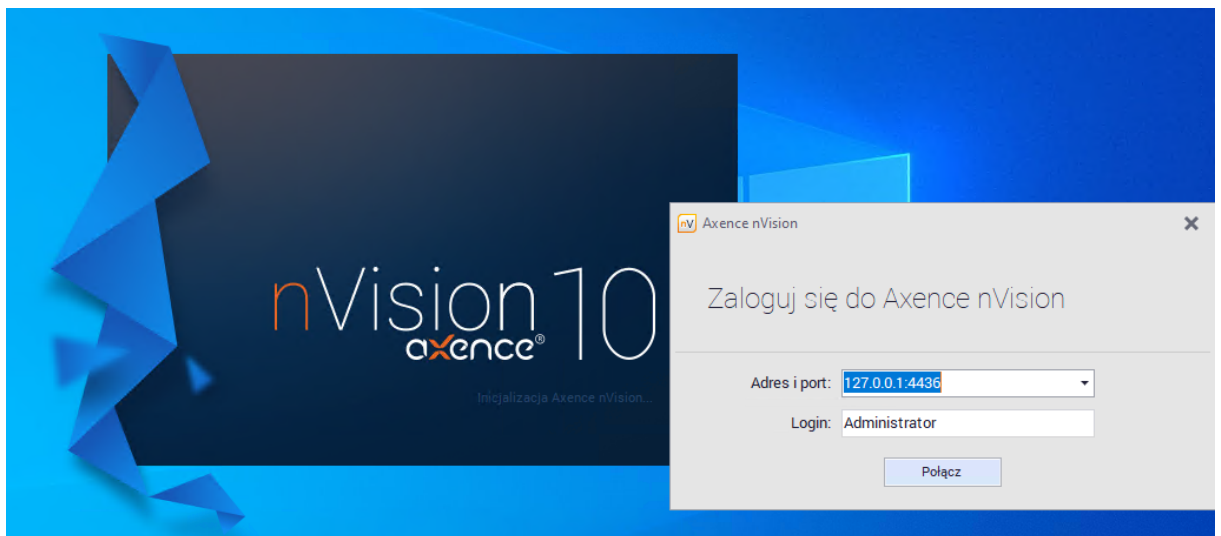 nVision 10
axence®
Inicjalizacja Axence nVision...
nV Axence nVision
Zaloguj się do Axence nVision
Adres i port: 127.0.0.1:4436
Login: Administrator
Połącz